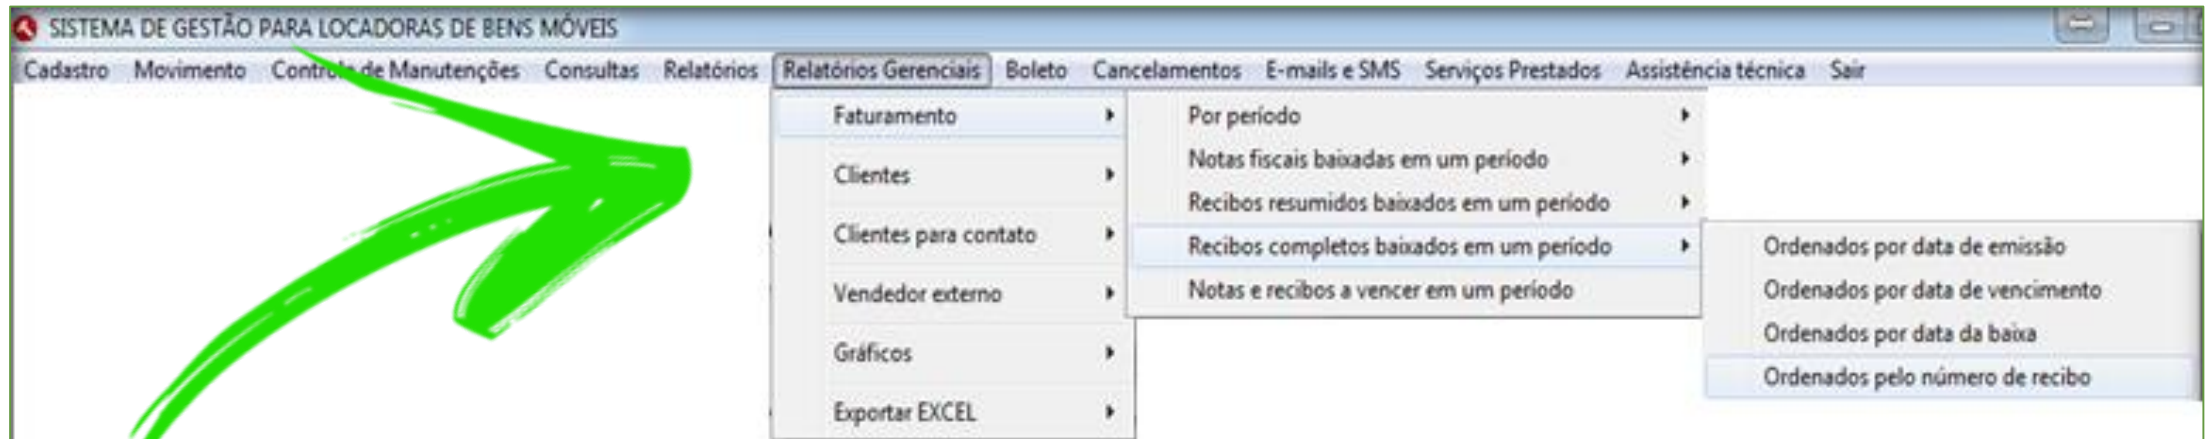 SISTEMA DE GESTÃO PARA LOCADORAS DE BENS MÓVEIS
Cadastro Movimento Controle de Manutenções Consultas Relatórios Relatórios Gerenciais Boleto Cancelamentos E-mails e SMS Serviços Prestados Assistência técnica Sair
Faturamento
Clientes
Clientes para contato
Vendedor externo
Gráficos
Exportar EXCEL
Por período
Notas fiscais baixadas em um período
Recibos resumidos baixados em um período
Recibos completos baixados em um período
Notas e recibos a vencer em um período
Ordenados por data de emissão
Ordenados por data de vencimento
Ordenados por data da baixa
Ordenados pelo número de recibo